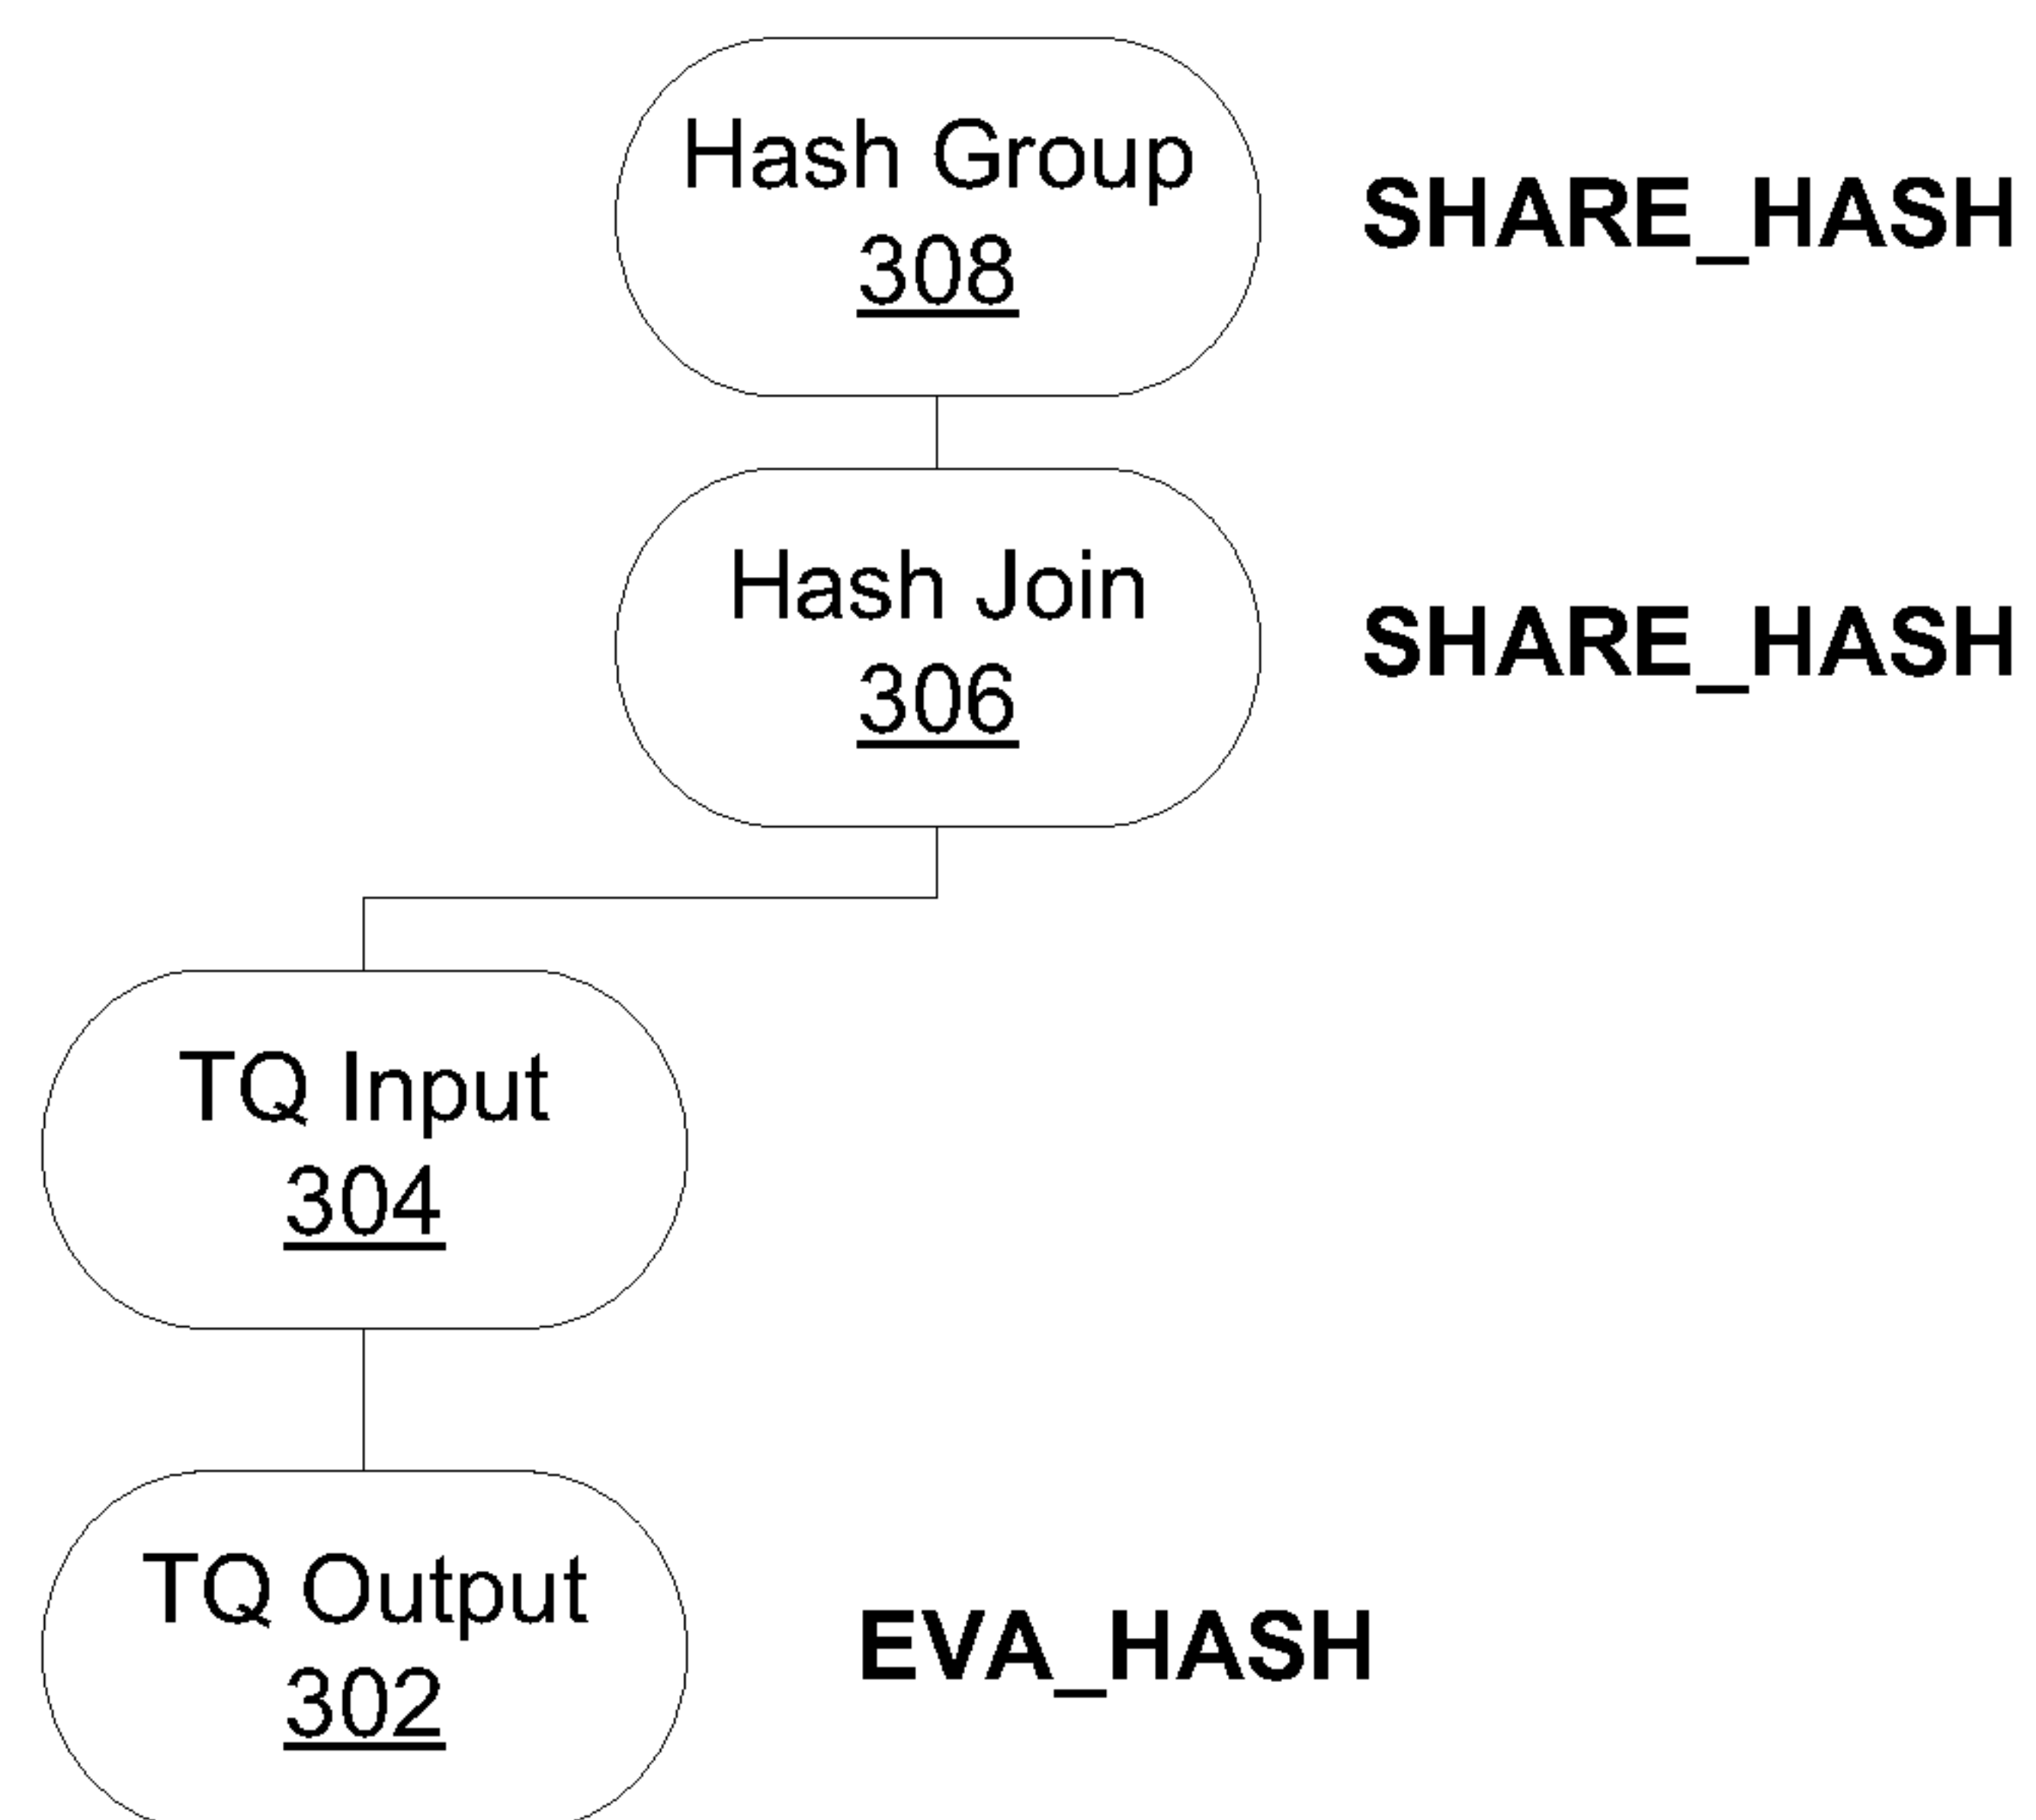 Hash Group
308
SHARE_HASH
Hash Join
306
SHARE_HASH
TQ Input
304
TQ Output
302
EVA_HASH